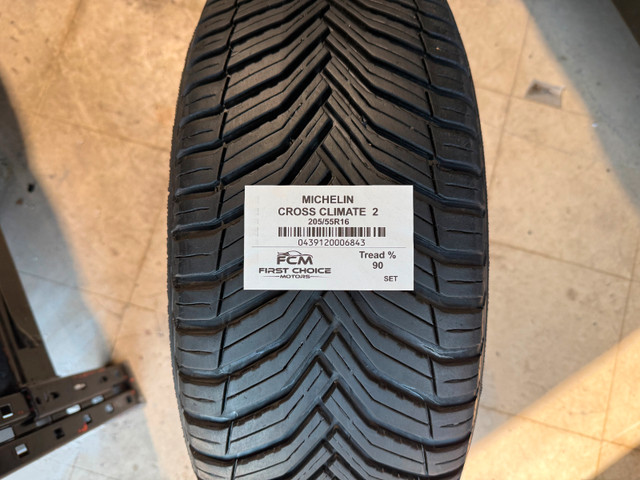 MICHELIN
CROSS CLIMATE 2
205/55R16
0439120006843
FCM
FIRST CHOICE
MOTORS
Tread %
90
SET